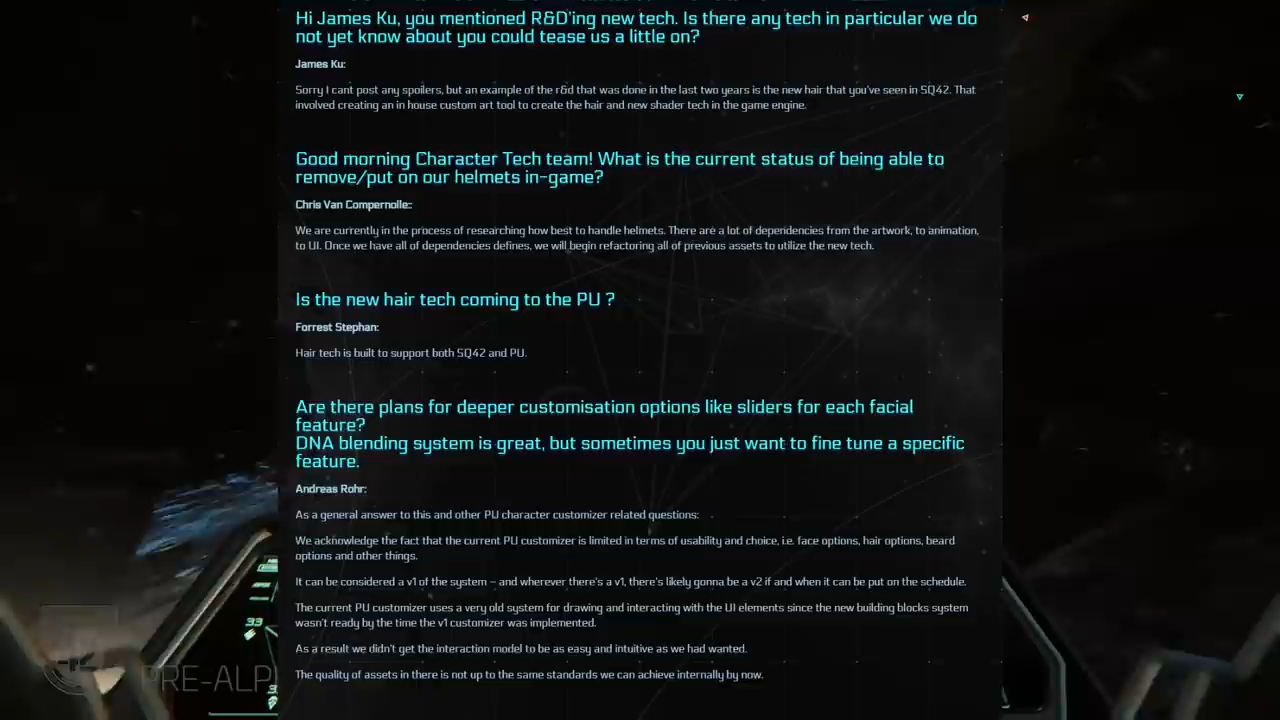 Hi James Ku, you mentioned R&D'ing new tech. Is there any tech in particular we do
not yet know about you could tease us a little on?
James Ku:
Sorry I cant post any spoilers, but an example of the r&d that was done in the last two years is the new hair that you've seen in SQ42. That
involved creating an in house custom art tool to create the hair and new shader tech in the game engine.
Good morning Character Tech team! What is the current status of being able to
remove/put on our helmets in-game?
Chris Van Compernolle::
We are currently in the process of researching how best to handle helmets. There are a lot of dependencies from the artwork, to animation,
to UI. Once we have all of dependencies defines, we will begin refactoring all of previous assets to utilize the new tech.
Is the new hair tech coming to the PU ?
Forrest Stephan:
Hair tech is built to support both SQ42 and PU.
Are there plans for deeper customisation options like sliders for each facial
feature?
DNA blending system is great, but sometimes you just want to fine tune a specific
feature.
Andreas Rohr:
As a general answer to this and other PU character customizer related questions:
We acknowledge the fact that the current PU customizer is limited in terms of usability and choice, i.e. face options, hair options, beard
options and other things.
It can be considered a v1 of the system – and wherever there's a v1, there's likely gonna be a v2 if and when it can be put on the schedule.
The current PU customizer uses a very old system for drawing and interacting with the UI elements since the new building blocks system
wasn't ready by the time the v1 customizer was implemented.
As a result we didn't get the interaction model to be as easy and intuitive as we had wanted.
The quality of assets in there is not up to the same standards we can achieve internally by now.
33
PRE-ALP